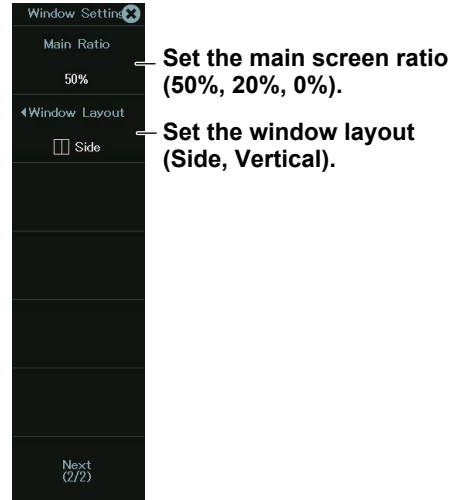 Window Setting
Main Ratio
50%
Set the main screen ratio
(50%, 20%, 0%).
Window Layout
Side
Set the window layout
(Side, Vertical).
Next
(2/2)